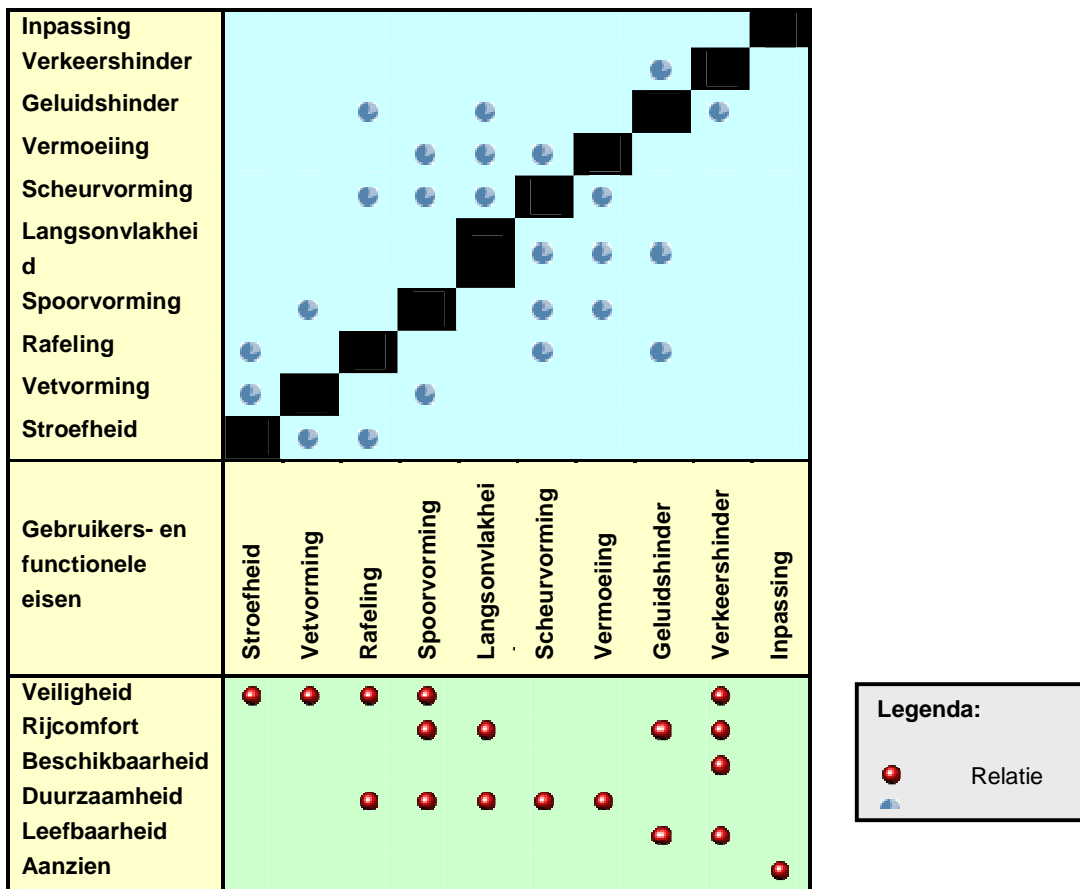 Inpassing
Verkeershinder
Geluidshinder
Vermoeiing
Scheurvorming
Langsonvlakhei
d
Spoorvorming
Rafeling
Vetvorming
Stroefheid
Gebruikers- en
functionele
eisen
Stroefheid
Vetvorming
Rafeling
Spoorvorming
Langsonvlakhei
Scheurvorming
Vermoeiing
Geluidshinder
Verkeershinder
Inpassing
Veiligheid
Rijcomfort
Beschikbaarheid
Duurzaamheid
Leefbaarheid
Aanzien
Legenda:
Relatie